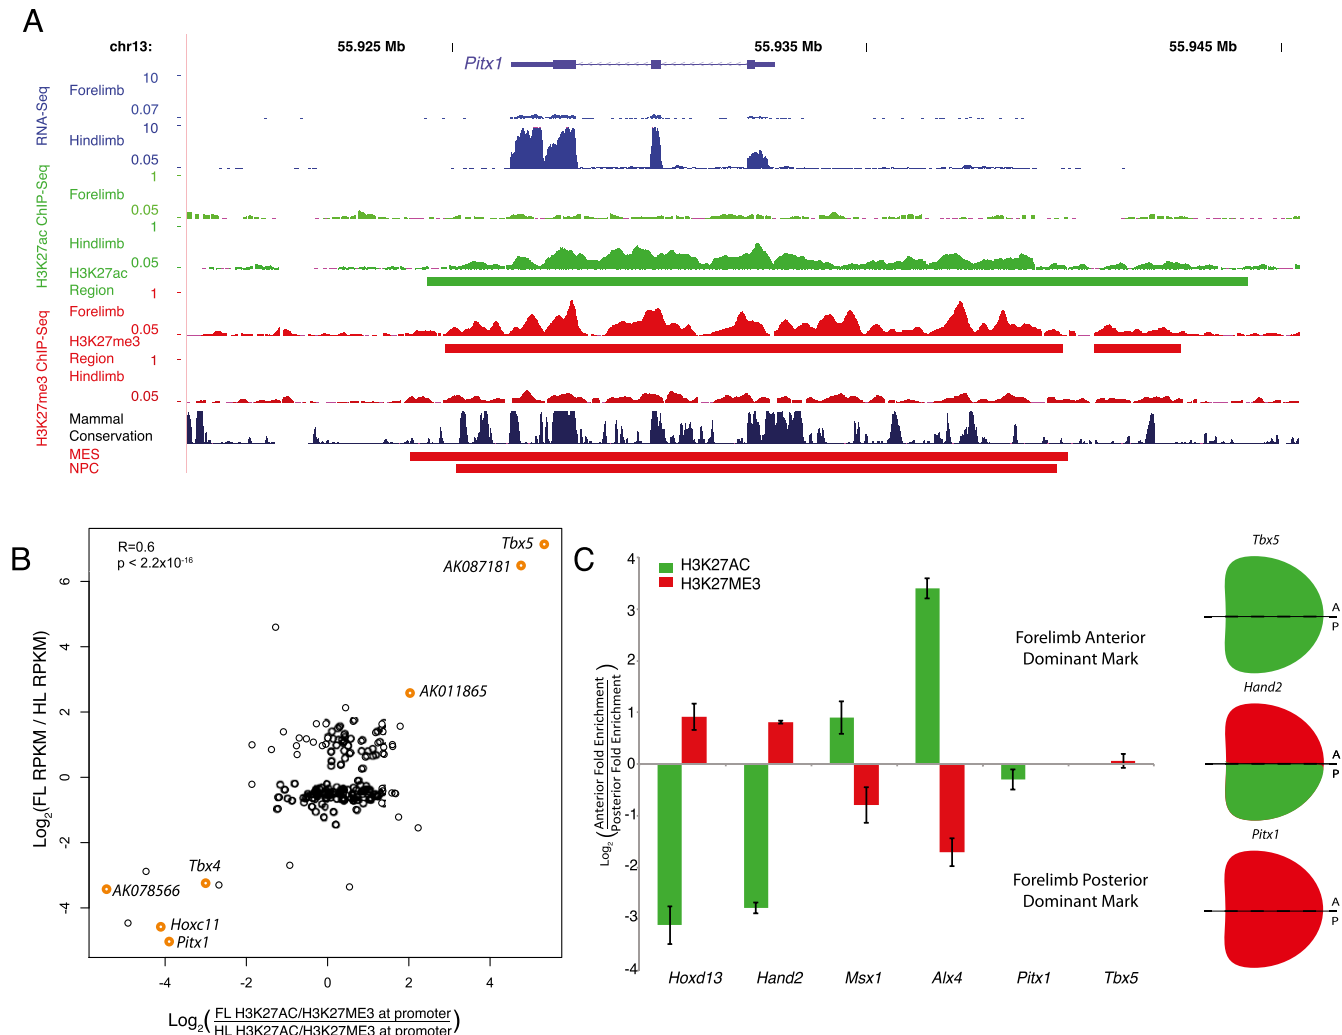 A
chr13:
55.925 Mb
55.935 Mb
55.945 Mb
Pitx1
RNA-Seq
10
Forelimb
0.07
10
Hindlimb
0.05
H3K27ac ChIP-Seq
1
Forelimb
0.05
1
Hindlimb
0.05
H3K27ac
Region
H3K27me3 ChIP-Seq
1
Forelimb
0.05
H3K27me3
Region
1
Hindlimb
0.05
Mammal
Conservation
MES
NPC
B
R=0.6
p < 2.2x10-16
Tbx5
AK087181
AK011865
Tbx4
AK078566
Hoxc11
Pitx1
6
4
2
0
-2
-4
Log2(FL RPKM / HL RPKM)
-4
-2
0
2
4
Log2( FL H3K27AC/H3K27ME3 at promoter
HL H3K27AC/H3K27ME3 at promoter )
C
H3K27AC
H3K27ME3
4
3
2
1
0
-1
-2
-3
-4
Log2 ( Anterior Fold Enrichment
Posterior Fold Enrichment )
Forelimb Anterior
Dominant Mark
Forelimb Posterior
Dominant Mark
Hoxd13
Hand2
Msx1
Alx4
Pitx1
Tbx5
Tbx5
A
P
Hand2
A
P
Pitx1
A
P